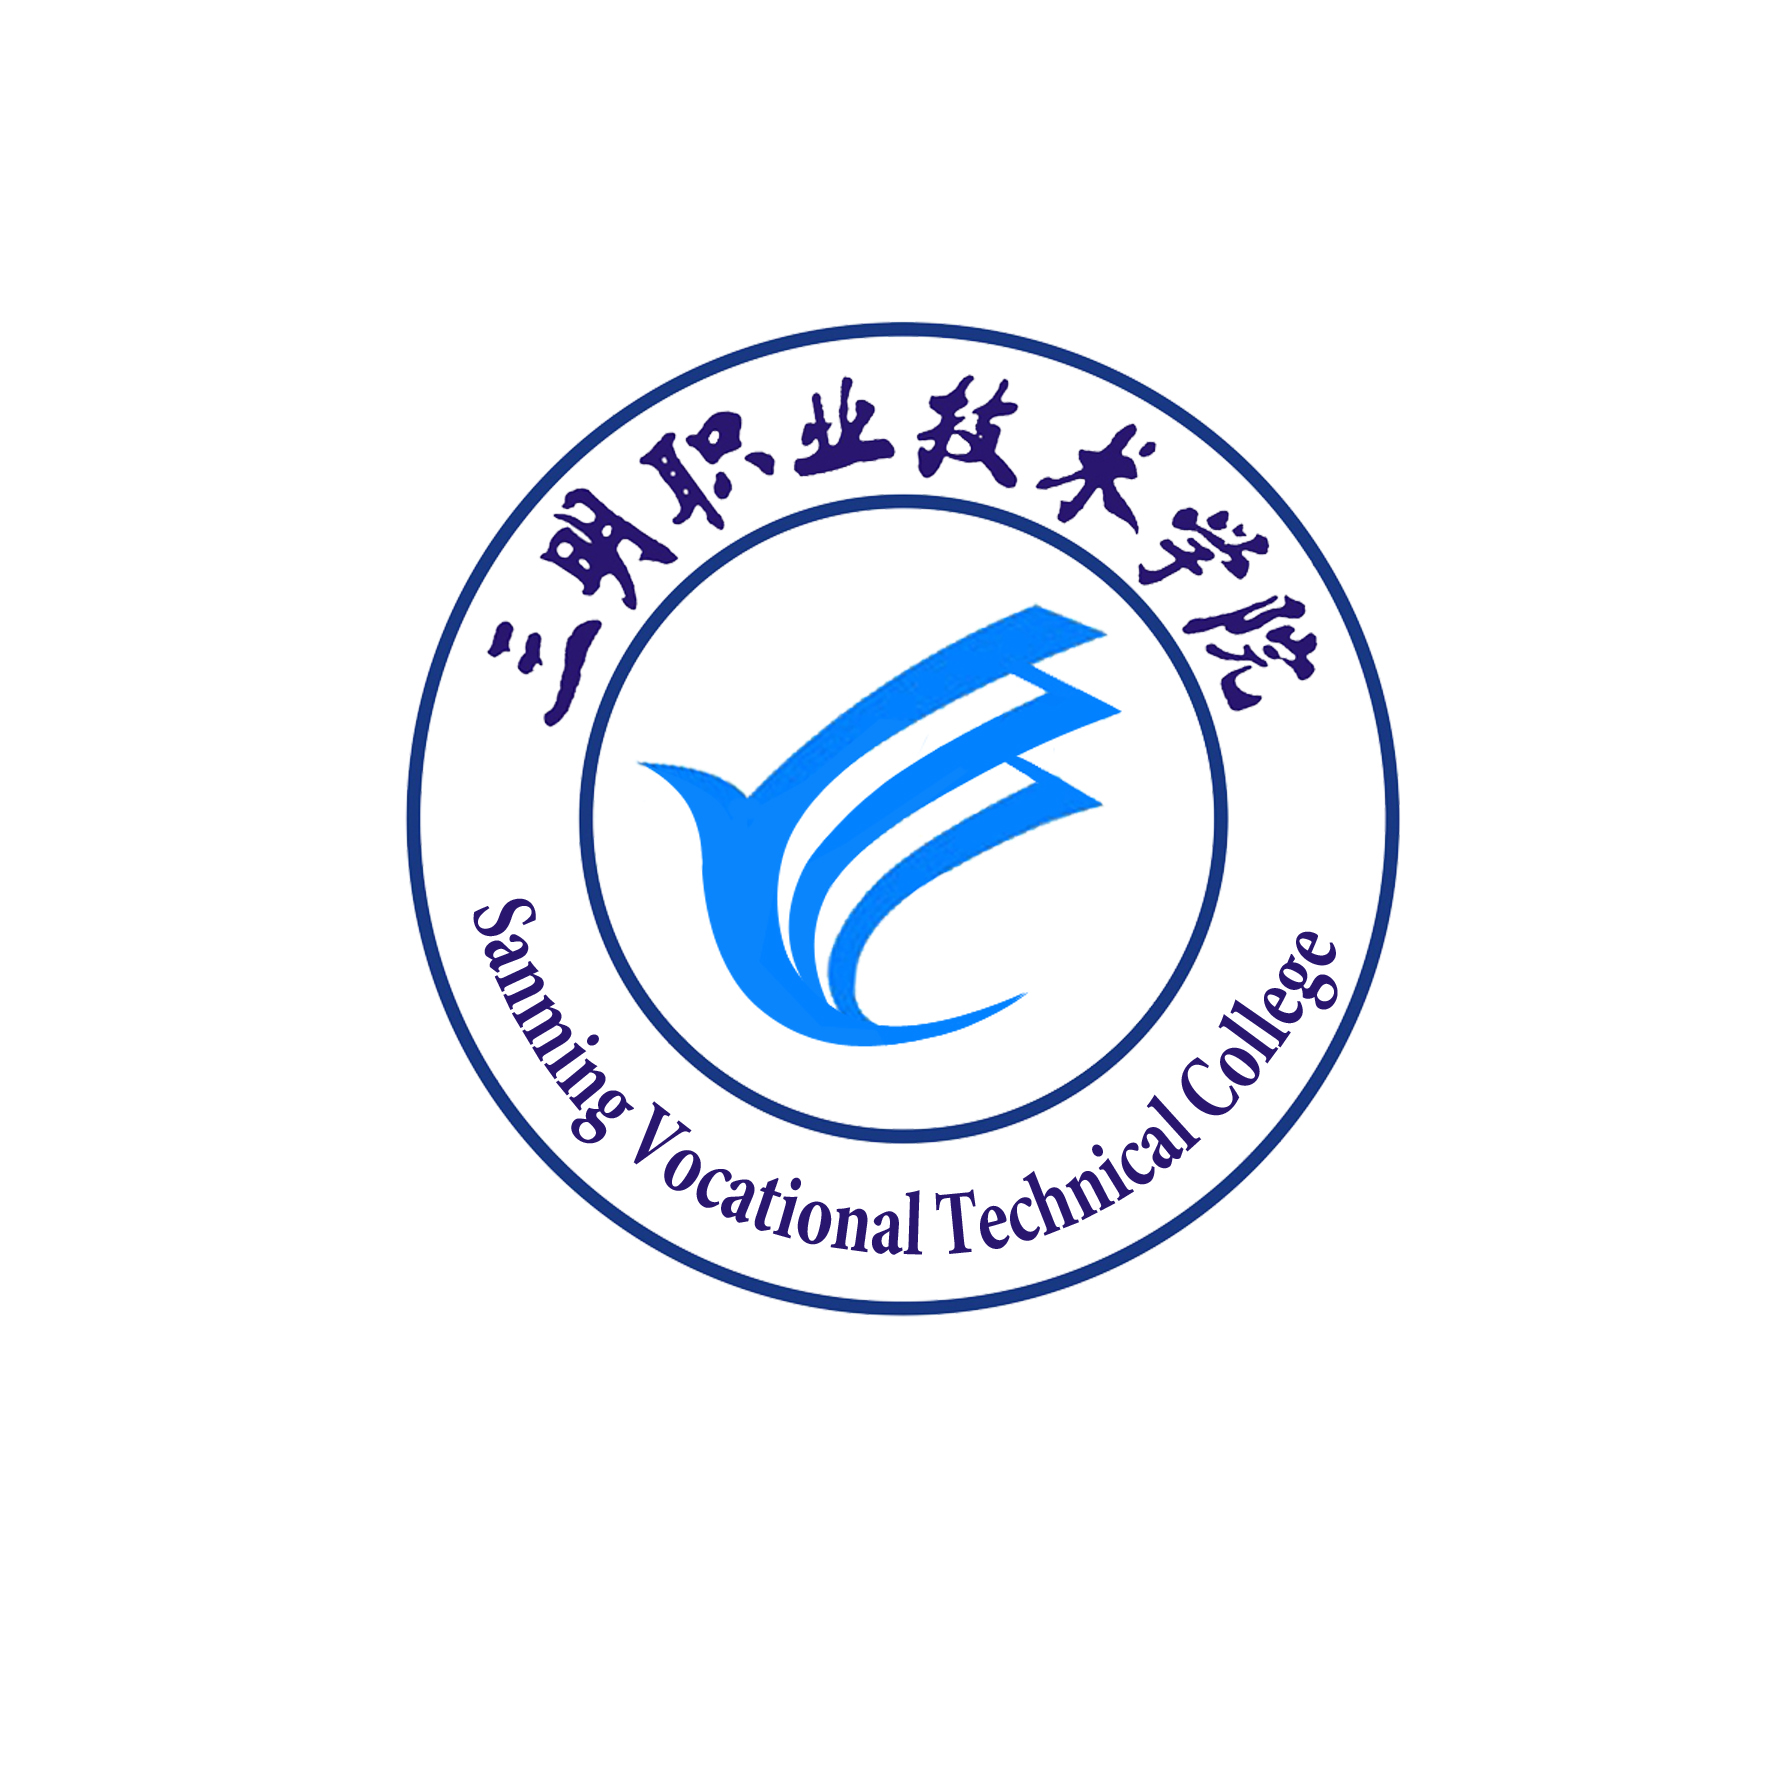 三明职业技术学院
Sanming Vocational Technical College